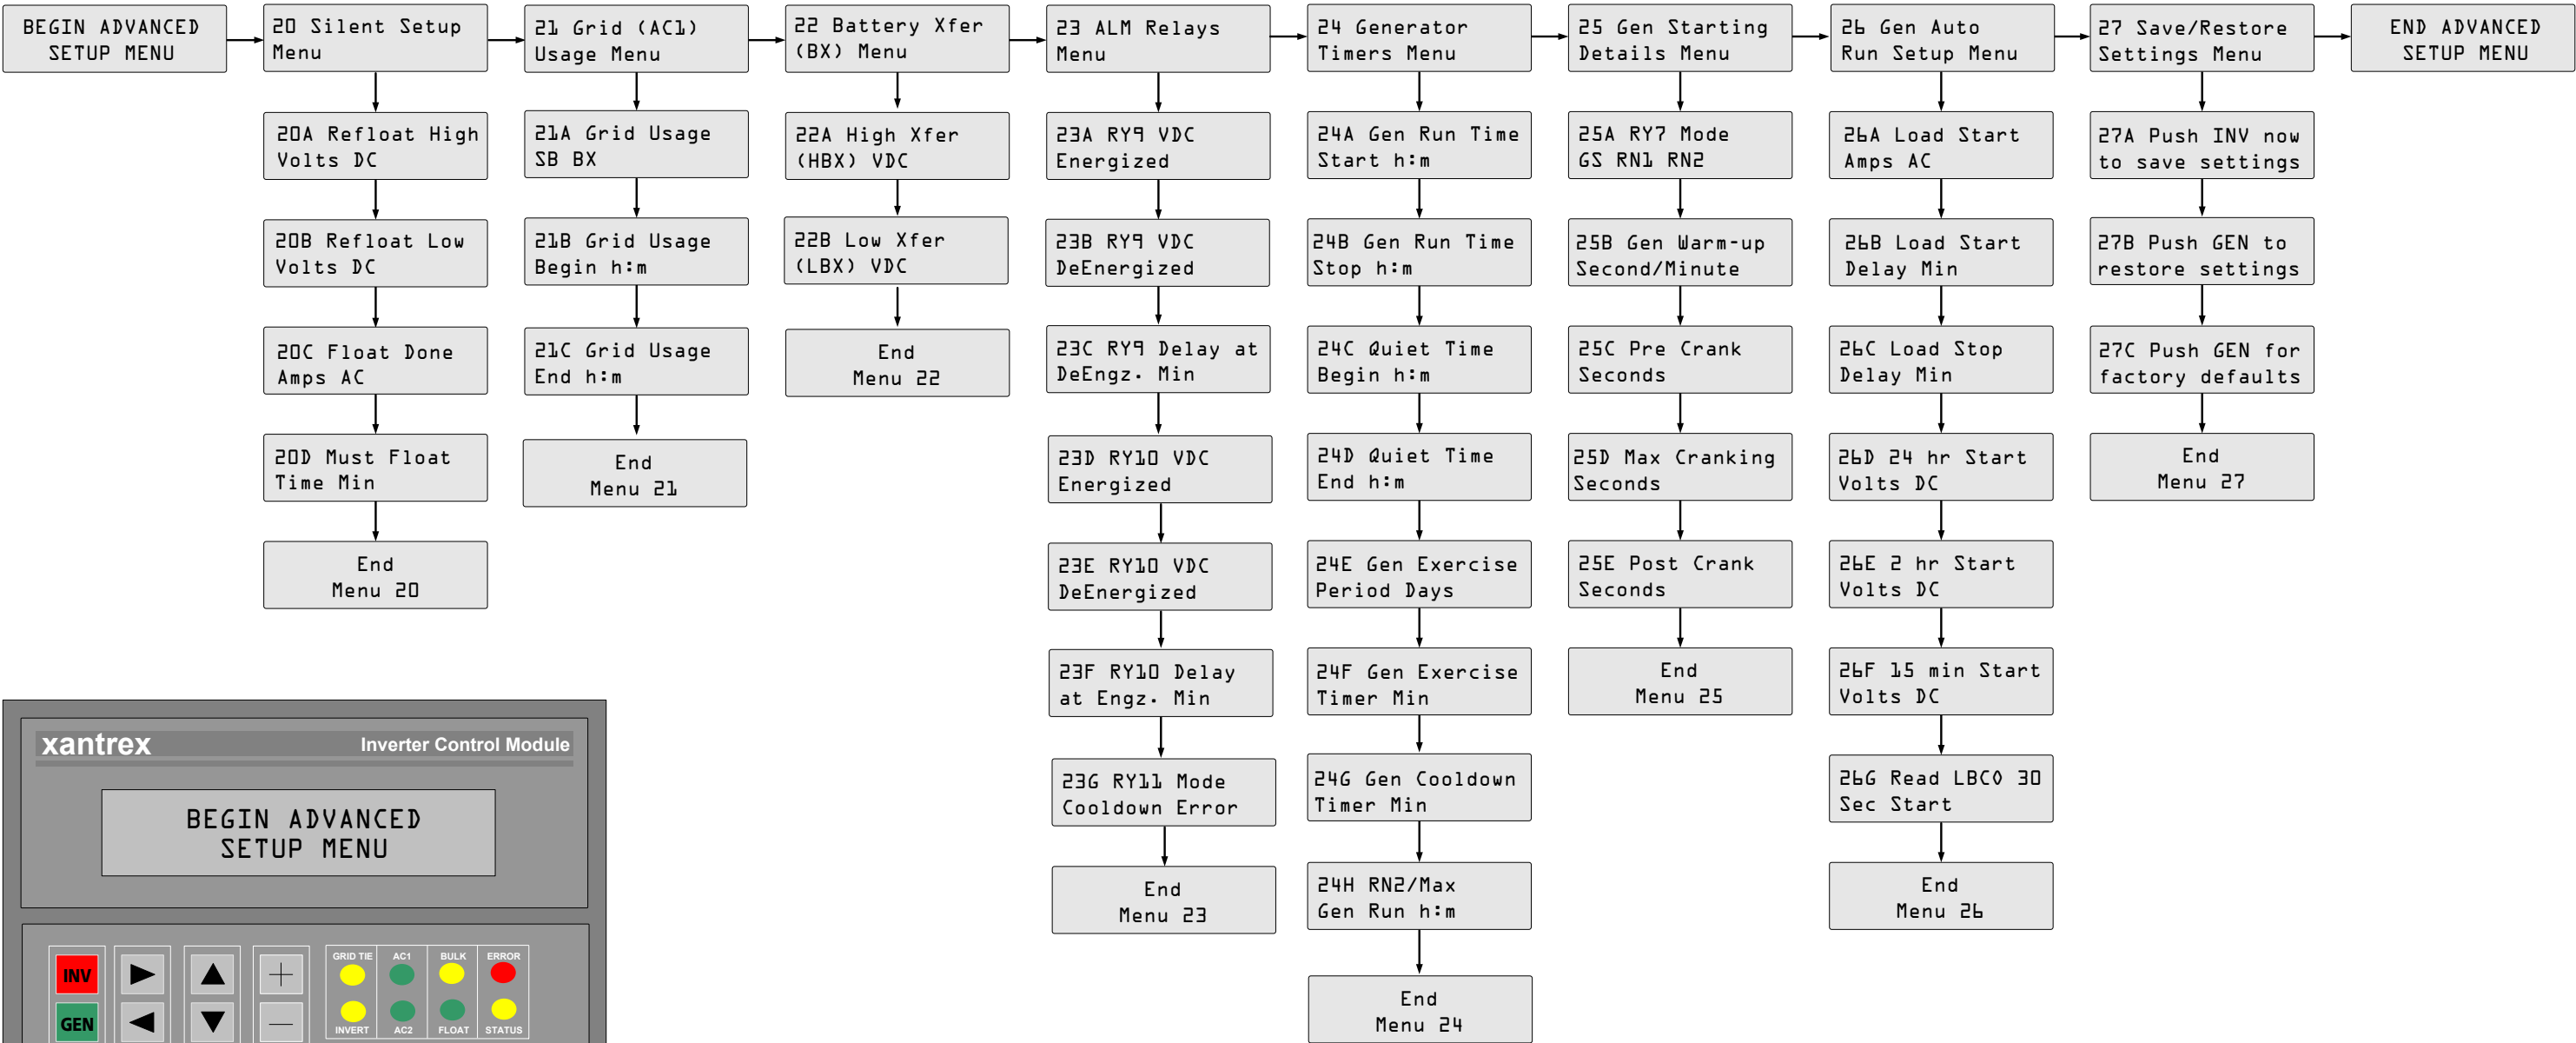 BEGIN ADVANCED
SETUP MENU
20 Silent Setup
Menu
20A Refloat High
Volts DC
20B Refloat Low
Volts DC
20C Float Done
Amps AC
20D Must Float
Time Min
End
Menu 20
21 Grid (AC1)
Usage Menu
21A Grid Usage
SB BX
21B Grid Usage
Begin h:m
21C Grid Usage
End h:m
End
Menu 21
22 Battery Xfer
(BX) Menu
22A High Xfer
(HBX) VDC
22B Low Xfer
(LBX) VDC
End
Menu 22
23 ALM Relays
Menu
23A RY9 VDC
Energized
23B RY9 VDC
DeEnergized
23C RY9 Delay at
DeEngz. Min
23D RY10 VDC
Energized
23E RY10 VDC
DeEnergized
23F RY10 Delay
at Engz. Min
23G RY11 Mode
Cooldown Error
End
Menu 23
24 Generator
Timers Menu
24A Gen Run Time
Start h:m
24B Gen Run Time
Stop h:m
24C Quiet Time
Begin h:m
24D Quiet Time
End h:m
24E Gen Exercise
Period Days
24F Gen Exercise
Timer Min
24G Gen Cooldown
Timer Min
24H RN2/Max
Gen Run h:m
End
Menu 24
25 Gen Starting
Details Menu
25A RY7 Mode
GS RN1 RN2
25B Gen Warm-up
Second/Minute
25C Pre Crank
Seconds
25D Max Cranking
Seconds
25E Post Crank
Seconds
End
Menu 25
26 Gen Auto
Run Setup Menu
26A Load Start
Amps AC
26B Load Start
Delay Min
26C Load Stop
Delay Min
26D 24 hr Start
Volts DC
26E 2 hr Start
Volts DC
26F 15 min Start
Volts DC
26G Read LBCO 30
Sec Start
End
Menu 26
27 Save/Restore
Settings Menu
27A Push INV now
to save settings
27B Push GEN to
restore settings
27C Push GEN for
factory defaults
End
Menu 27
END ADVANCED
SETUP MENU
xantrex
Inverter Control Module
BEGIN ADVANCED
SETUP MENU
INV
GEN
GRID TIE AC1 BULK ERROR
INVERT AC2 FLOAT STATUS